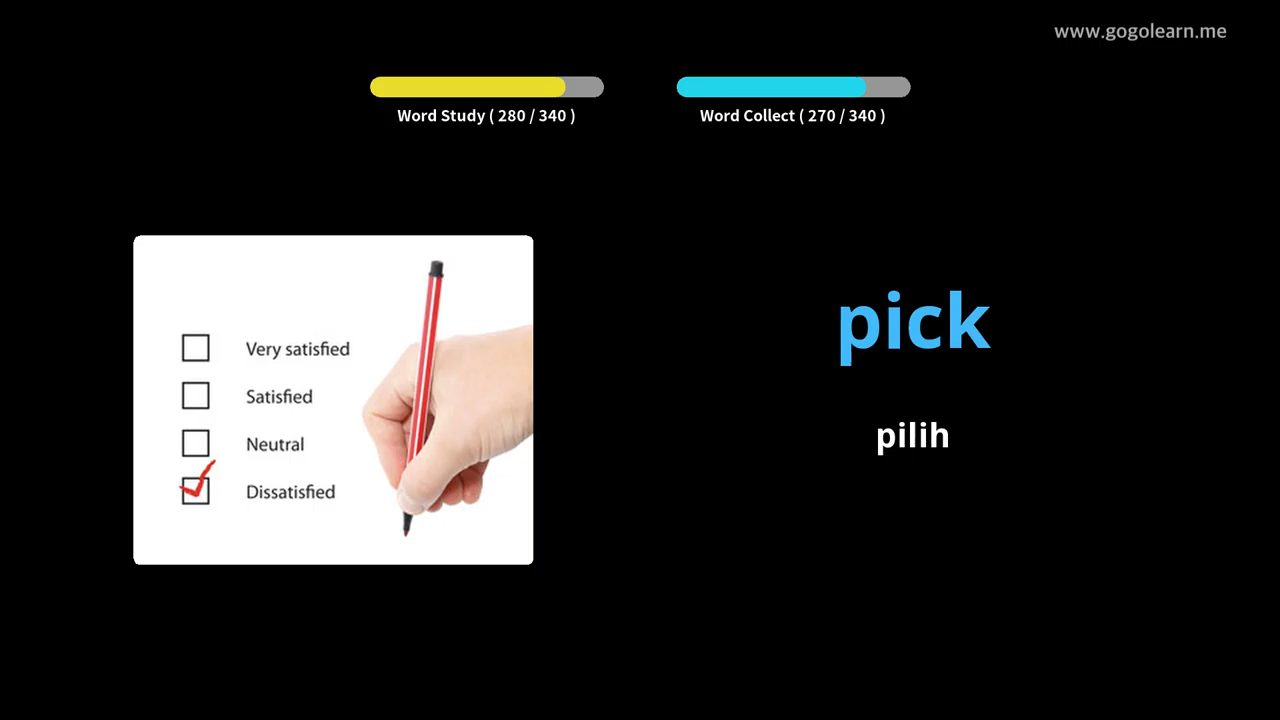 www.gogolearn.me
Word Study ( 280 / 340 )
Word Collect ( 270 / 340 )
Very satisfied
Satisfied
Neutral
Dissatisfied
pick
pilih